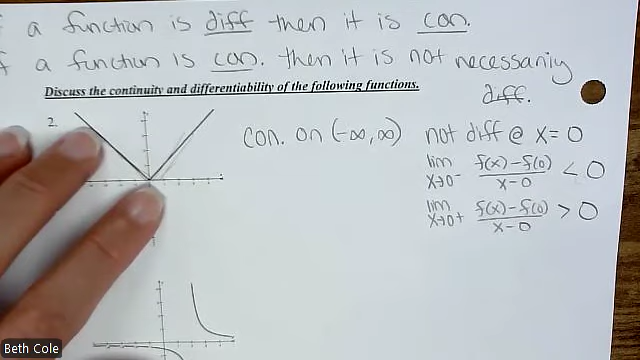 a function is diff then it is con.
f a function is con. then it is not necessarily
diff.
Discuss the continuity and differentiability of the following functions.
2.
con. on (-∞,∞) not diff @ x=0
lim x→0⁻ f(x)-f(0) / x-0 < 0
lim x→0⁺ f(x)-f(0) / x-0 > 0
Beth Cole